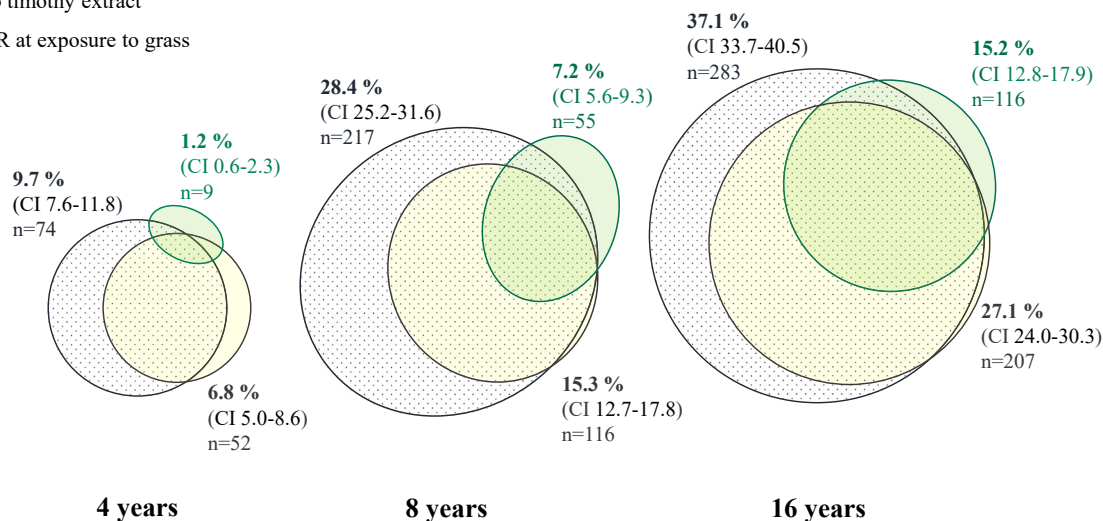 timothy extract
R at exposure to grass
37.1 %
(CI 33.7-40.5)
n=283
15.2 %
(CI 12.8-17.9)
n=116
28.4 %
(CI 25.2-31.6)
n=217
7.2 %
(CI 5.6-9.3)
n=55
1.2 %
(CI 0.6-2.3)
n=9
9.7 %
(CI 7.6-11.8)
n=74
27.1 %
(CI 24.0-30.3)
n=207
15.3 %
(CI 12.7-17.8)
n=116
6.8 %
(CI 5.0-8.6)
n=52
4 years
8 years
16 years